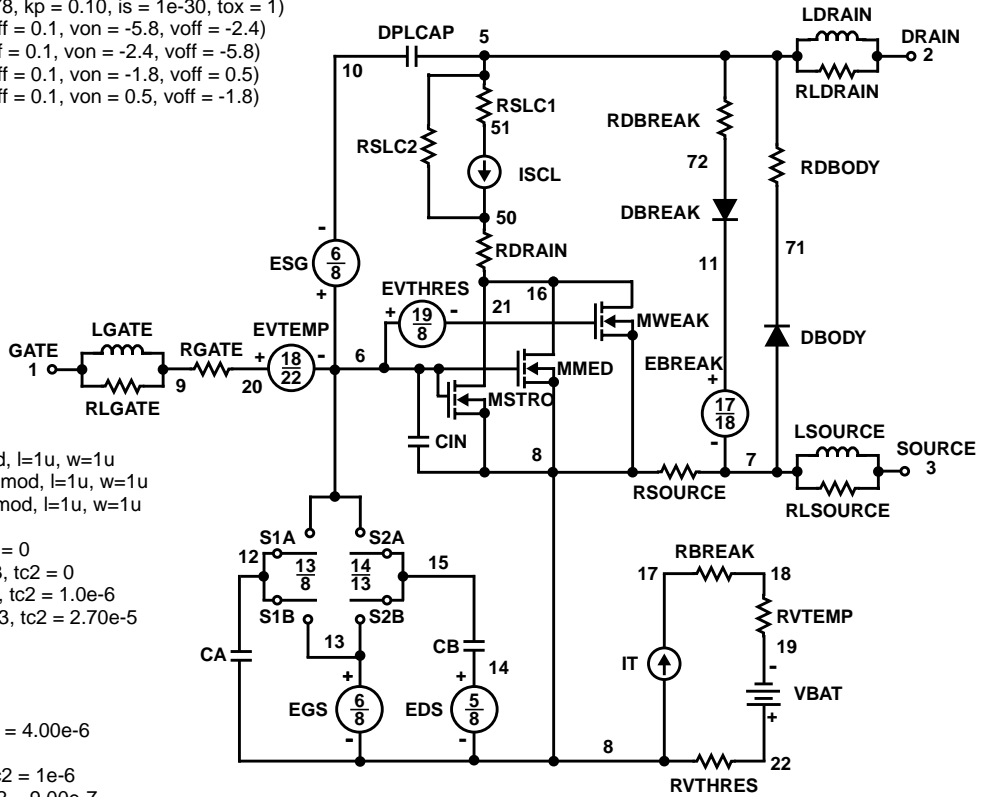 8, kp = 0.10, is = 1e-30, tox = 1)
ff = 0.1, von = -5.8, voff = -2.4)
f = 0.1, von = -2.4, voff = -5.8)
ff = 0.1, von = -1.8, voff = 0.5)
ff = 0.1, von = 0.5, voff = -1.8)
DPLCAP
5
10
LDRAIN
DRAIN
2
RLDRAIN
RSLC1
51
RSLC2
ISCL
50
RDRAIN
RDBREAK
72
RDBODY
DBREAK
71
11
ESG
-
6
8
+
EVTHRES
+
19
8
-
16
21
MWEAK
LGATE
GATE
1
RLGATE
9
RGATE
20
EVTEMP
+
18
22
-
6
MMED
MSTRO
EBREAK
+
17
18
-
DBODY
CIN
8
RSOURCE
7
LSOURCE
SOURCE
3
RLSOURCE
d, l=1u, w=1u
mod, l=1u, w=1u
mod, l=1u, w=1u
= 0
, tc2 = 0
, tc2 = 1.0e-6
3, tc2 = 2.70e-5
= 4.00e-6
c2 = 1e-6
S1A
S2A
12
13
8
14
13
15
S1B
S2B
13
CA
CB
14
+
EGS
6
8
-
+
EDS
5
8
-
RBREAK
17
18
RVTEMP
19
IT
-
VBAT
+
8
22
RVTHRES